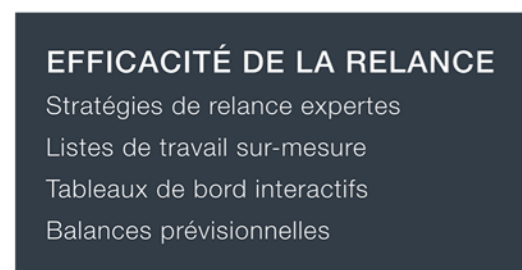 EFFICACITÉ DE LA RELANCE
Stratégies de relance expertes
Listes de travail sur-mesure
Tableaux de bord interactifs
Balances prévisionnelles